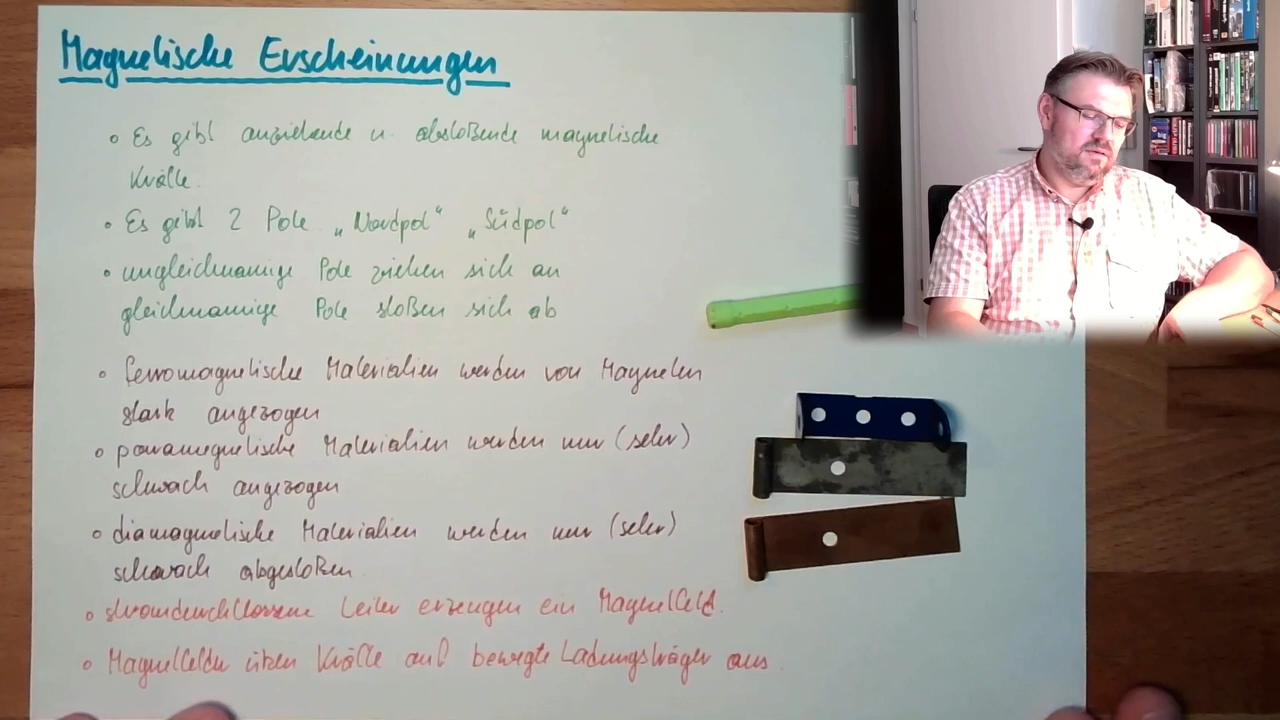 Magnetische Erscheinungen
• Es gibt anziehende u. abstoßende magnetische
Kräfte.
• Es gibt 2 Pole „Nordpol“ „Südpol“
• ungleichnamige Pole ziehen sich an
gleichnamige Pole stoßen sich ab
• ferromagnetische Materialien werden von Magneten
stark angezogen
• paramagnetische Materialien werden nur (sehr)
schwach angezogen
• diamagnetische Materialien werden nur (sehr)
schwach abgestoßen.
• stromdurchflossene Leiter erzeugen ein Magnetfeld.
• Magnetfelder üben Kräfte auf bewegte Ladungsträger aus.